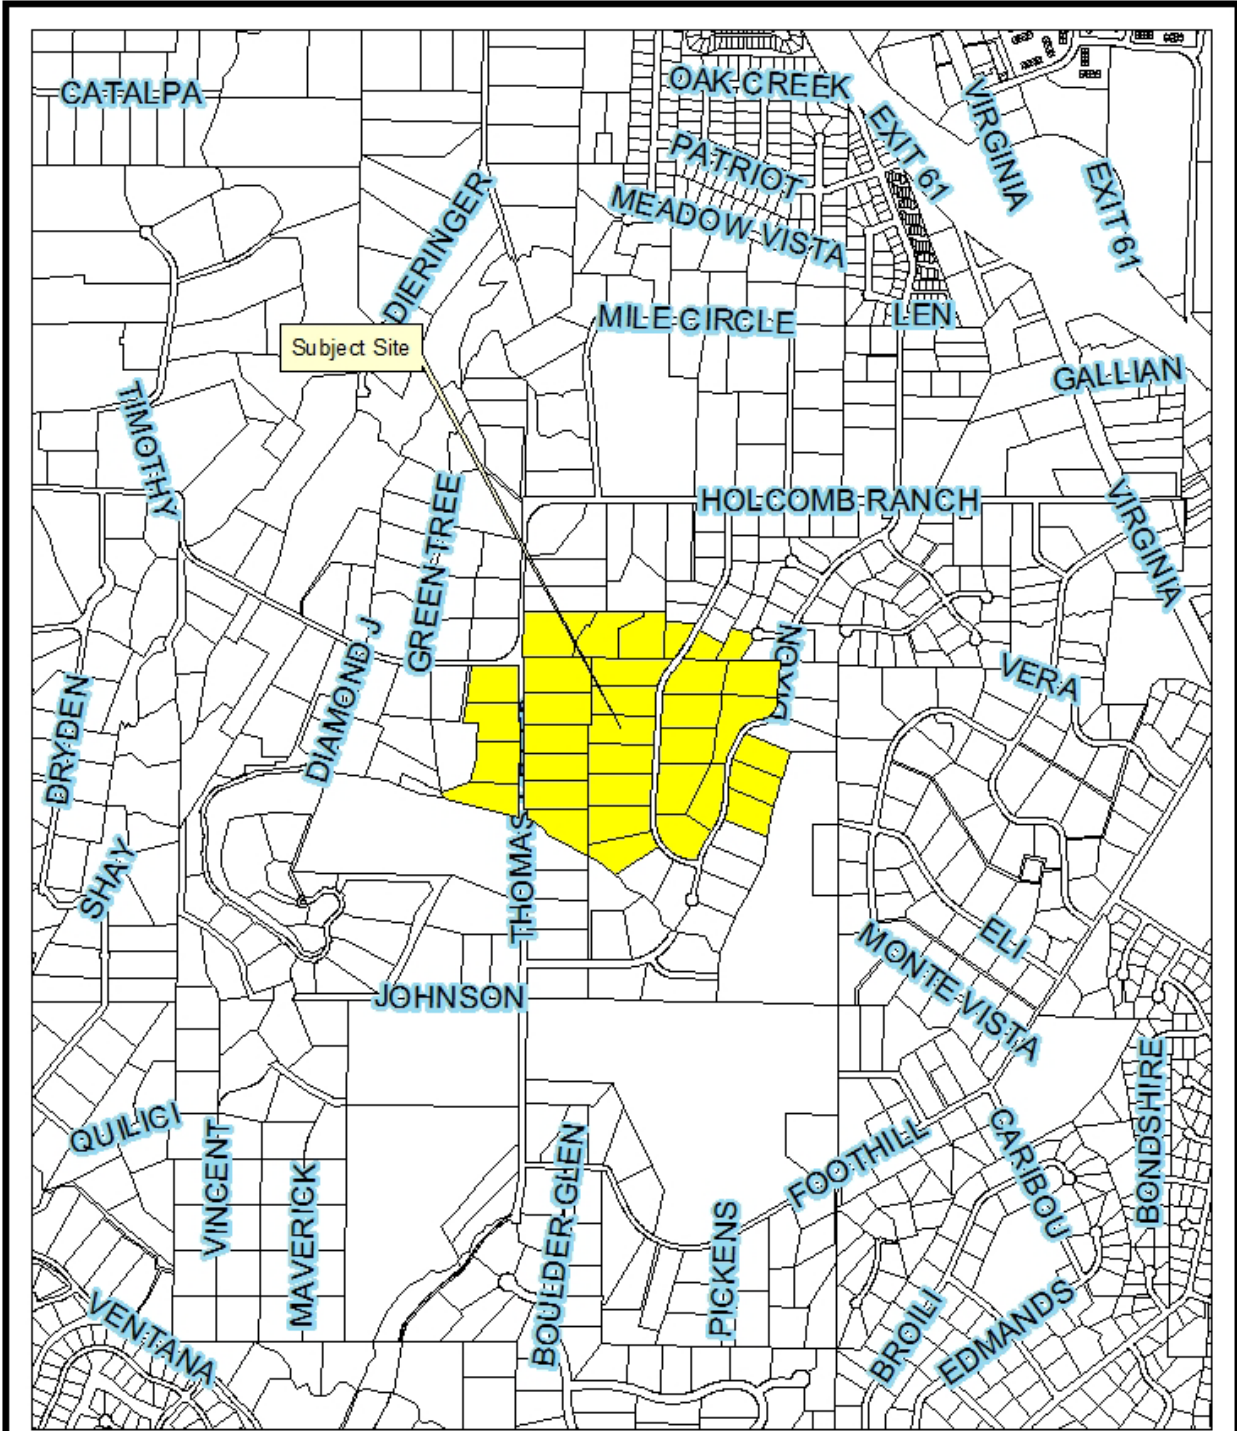 CATALPA
OAK CREEK
VIRGINIA
EXIT 61
PATRIOT
EXIT 61
MEADOW VISTA
DIERINGER
MILE CIRCLE
LEN
Subject Site
GALLIAN
TIMOTHY
HOLCOMB RANCH
VIRGINIA
GREEN TREE
DIAMOND J
DIXON
VERA
DRYDEN
THOMAS
SHAY
ELI
MONTE VISTA
JOHNSON
BONDSHIRE
QUILICI
VINCENT
MAVERICK
BOULDER GLEN
FOOTHILL
CARIBOU
PICKENS
VENTANA
BROILI
EDMANDS